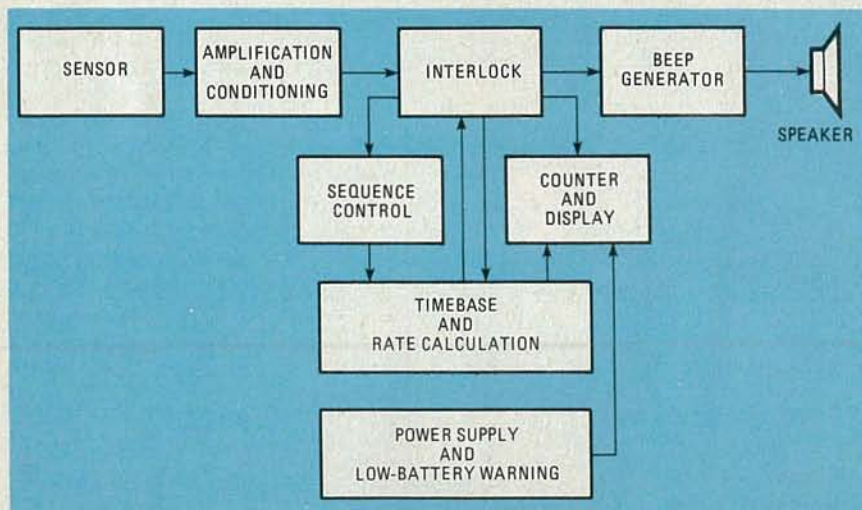 SENSOR
AMPLIFICATION
AND
CONDITIONING
INTERLOCK
BEEP
GENERATOR
SPEAKER
SEQUENCE
CONTROL
COUNTER
AND
DISPLAY
TIMEBASE
AND
RATE CALCULATION
POWER SUPPLY
AND
LOW-BATTERY WARNING